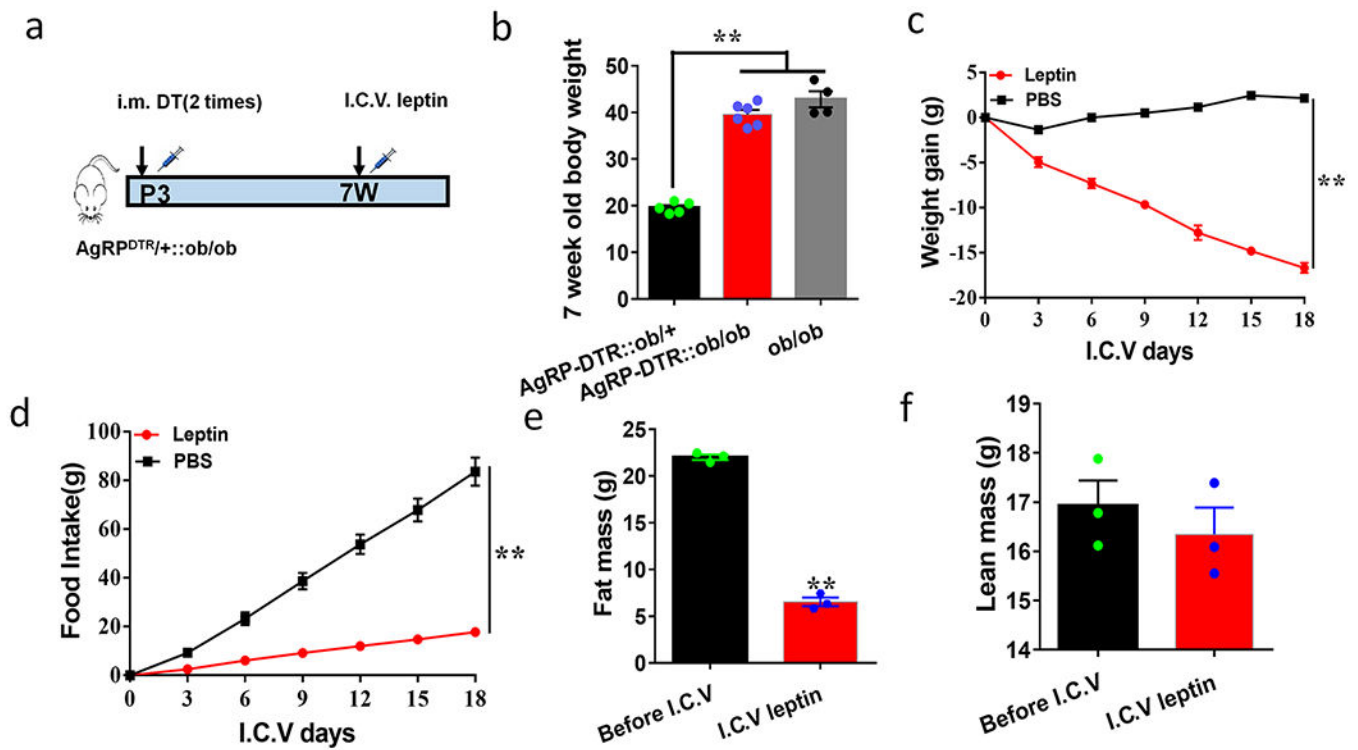 a
i.m. DT(2 times)
I.C.V. leptin
P3
7W
AgRPᴰᵀᴿ/+::ob/ob
b
**
7 week old body weight
50
40
30
20
10
0
AgRP-DTR::ob/+
AgRP-DTR::ob/ob
ob/ob
c
Leptin
PBS
Weight gain (g)
5
0
-5
-10
-15
-20
**
0 3 6 9 12 15 18
I.C.V days
d
Leptin
PBS
Food Intake(g)
100
80
60
40
20
0
**
0 3 6 9 12 15 18
I.C.V days
e
Fat mass (g)
25
20
15
10
5
0
**
Before I.C.V
I.C.V leptin
f
Lean mass (g)
19
18
17
16
15
14
Before I.C.V
I.C.V leptin